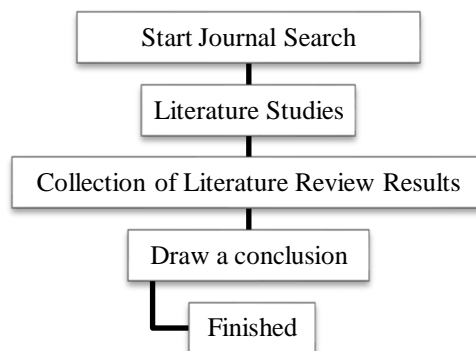 Start Journal Search
Literature Studies
Collection of Literature Review Results
Draw a conclusion
Finished